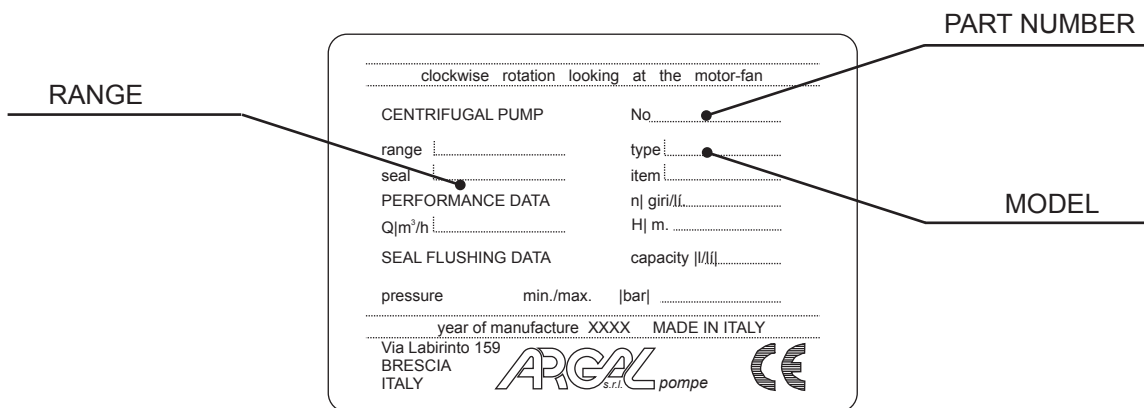 PART NUMBER
clockwise rotation looking at the motor-fan
RANGE
CENTRIFUGAL PUMP No
range type
seal item
PERFORMANCE DATA n| giri/Ií
MODEL
Q|m³/h H| m.
SEAL FLUSHING DATA capacity |l/Ií|
pressure min./max. |bar|
year of manufacture XXXX MADE IN ITALY
Via Labirinto 159
BRESCIA
ITALY
ARGAL s.r.l. pompe
CE